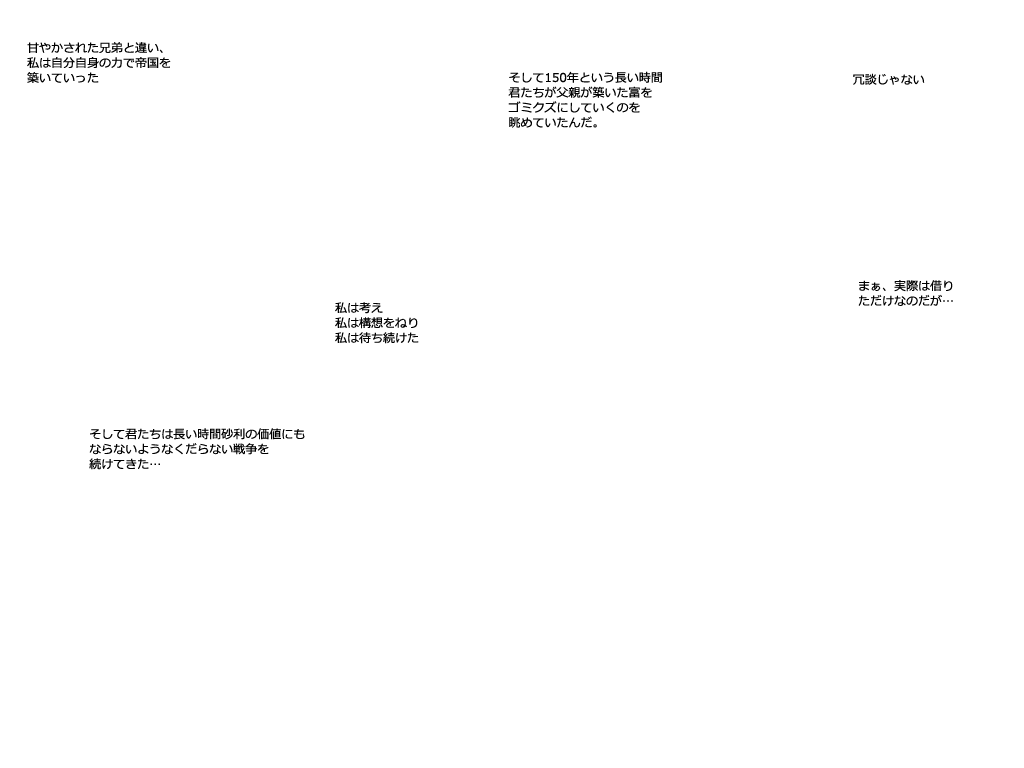 甘やかされた兄弟と違い、
私は自分自身の力で帝国を
築いていった
そして150年という長い時間
君たちが父親が築いた富を
ゴミクズにしていくのを
眺めていたんだ。
冗談じゃない
まぁ、実際は借り
ただけなのだが…
私は考え
私は構想をねり
私は待ち続けた
そして君たちは長い時間砂利の価値にも
ならないようなくだらない戦争を
続けてきた…